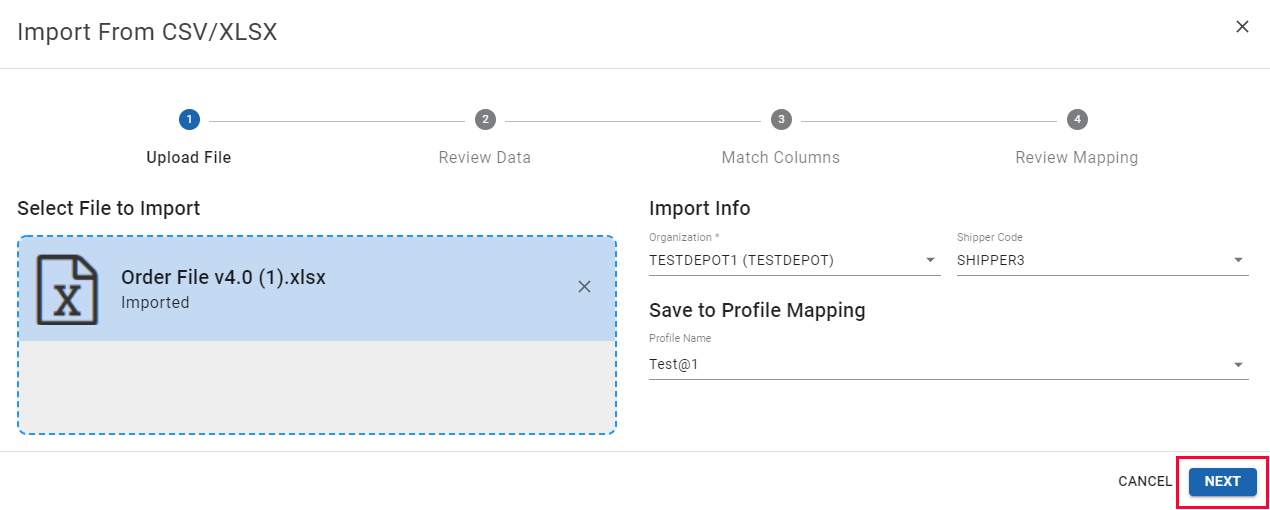 Import From CSV/XLSX
1
2
3
4
Upload File
Review Data
Match Columns
Review Mapping
Select File to Import
X
Order File v4.0 (1).xlsx
Imported
Import Info
Organization *
TESTDEPOT1 (TESTDEPOT)
Shipper Code
SHIPPER3
Save to Profile Mapping
Profile Name
Test@1
CANCEL
NEXT